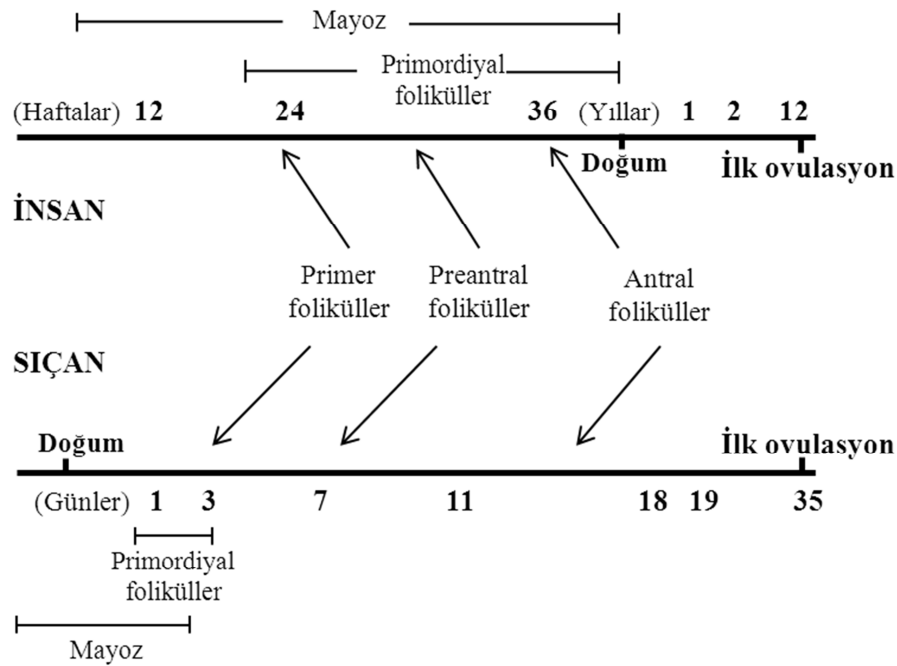 Mayoz
Primordiyal
foliküller
(Haftalar) 12 24 36 (Yıllar) 1 2 12
Doğum İlk ovulasyon
İNSAN
Primer
foliküller
Preantral
foliküller
Antral
foliküller
SIÇAN
Doğum İlk ovulasyon
(Günler) 1 3 7 11 18 19 35
Primordiyal
foliküller
Mayoz